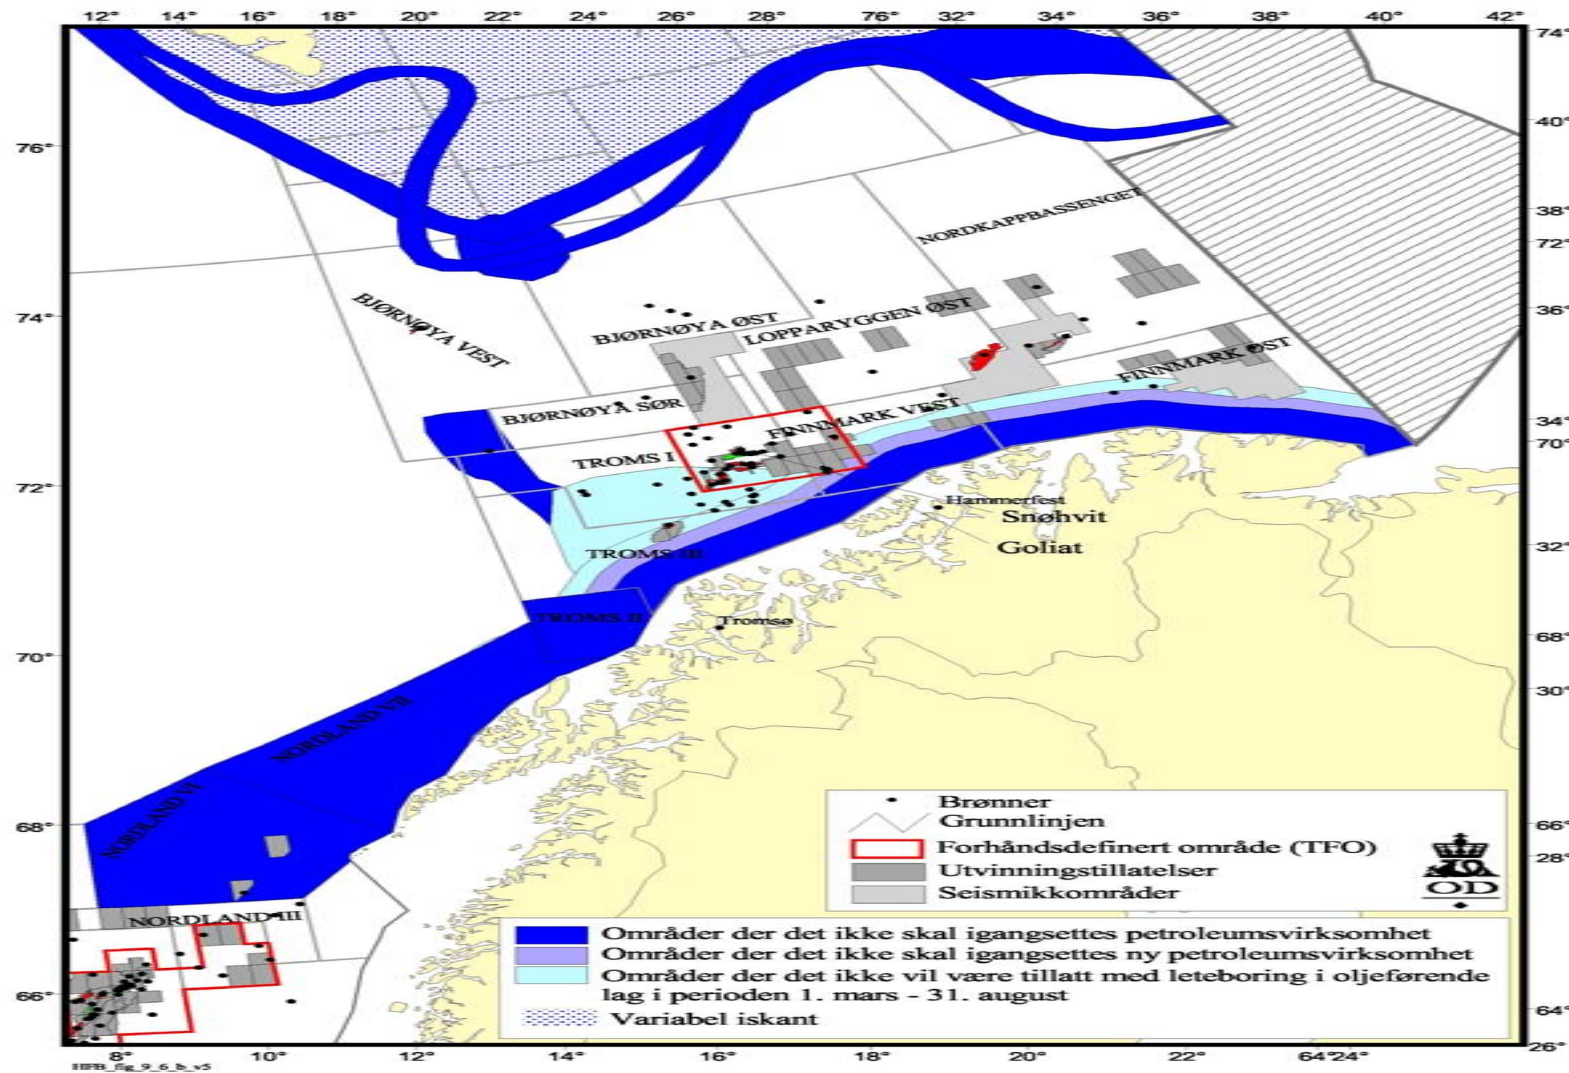 12° 14° 16° 18° 20° 22° 24° 26° 28° 76° 32° 34° 36° 38° 40° 42°
74°
40°
76°
38°
NORDKAPPBASSENGET
72°
BJØRNØYA VEST
36°
74°
BJØRNØYA ØST
LOPPARYGGEN ØST
FINNMARK ØST
BJØRNØYA SØR
FINNMARK VEST
34°
70°
TROMS I
72°
Hammerfest
Snøhvit
Goliat
32°
TROMS III
TROMS II
Tromsø
68°
70°
30°
NORDLAND VII
NORDLAND VI
68°
66°
28°
Brønner
Grunnlinjen
Forhåndsdefinert område (TFO)
Utvinningstillatelser
Seismikkområder
OD
NORDLAND III
Områder der det ikke skal igangsettes petroleumsvirksomhet
Områder der det ikke skal igangsettes ny petroleumsvirksomhet
Områder der det ikke vil være tillatt med leteboring i oljeførende
lag i perioden 1. mars - 31. august
Variabel iskant
66°
64°
26°
8° 10° 12° 14° 16° 18° 20° 22° 64°24°
HFB_fig_9_6_b_v5